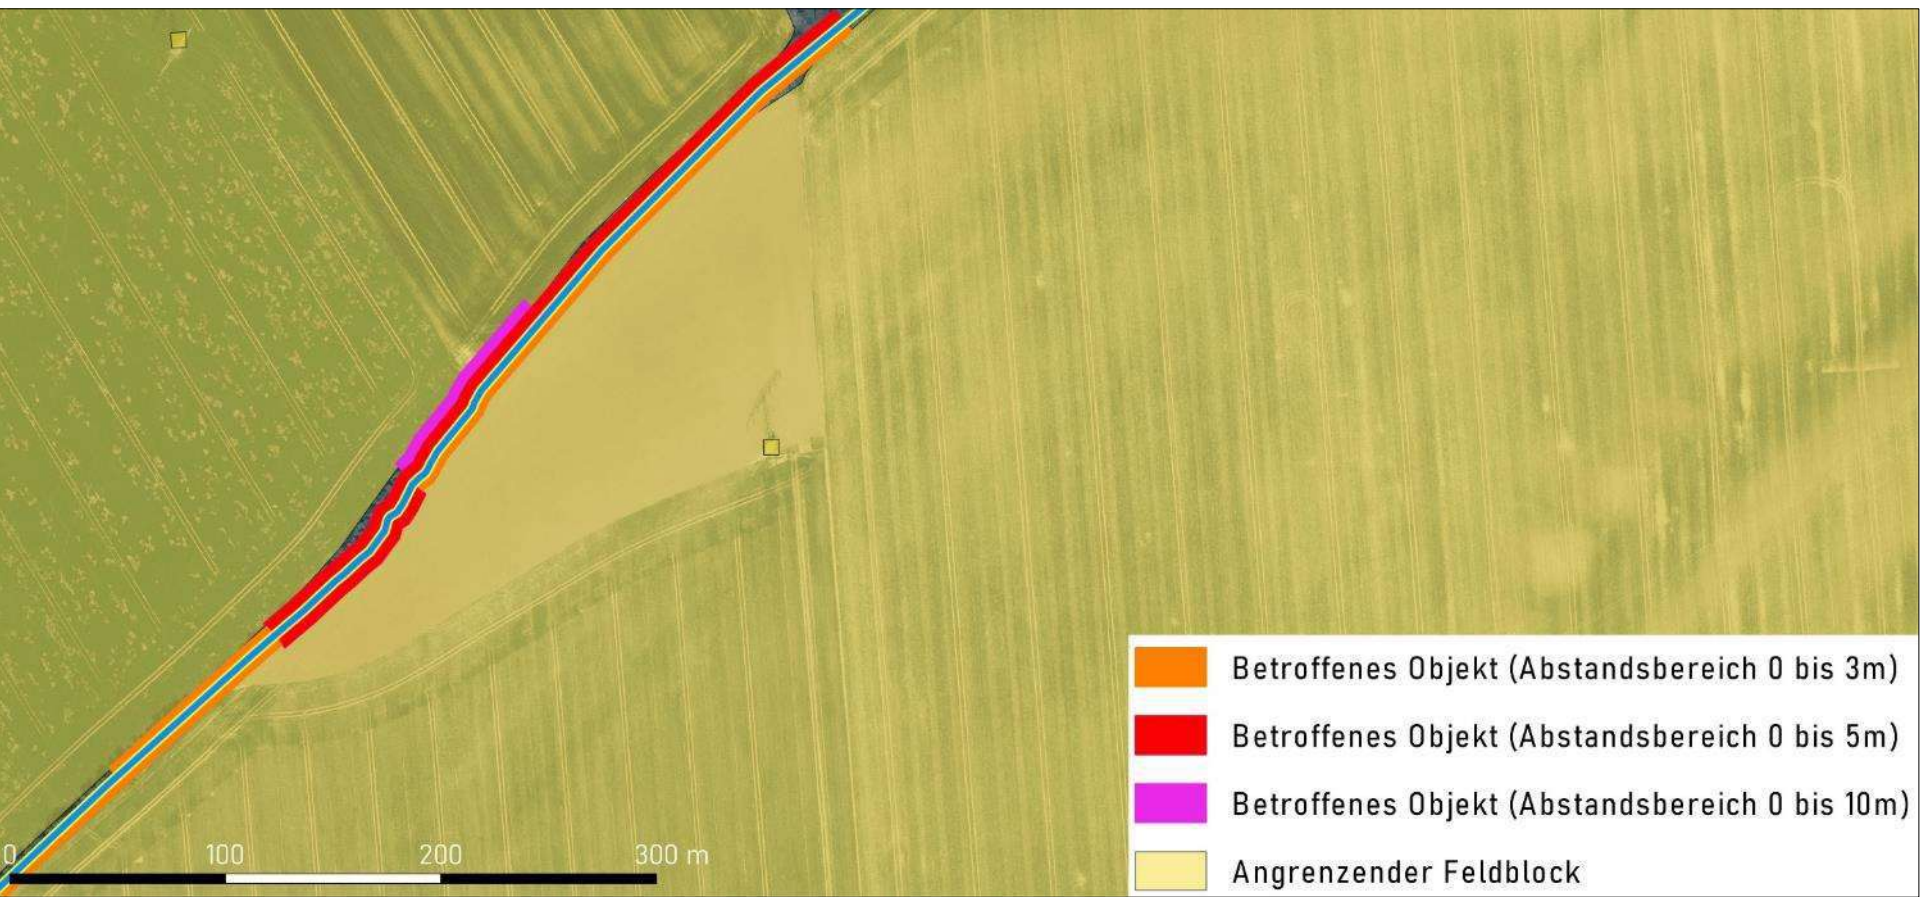 0 100 200 300 m
Betroffenes Objekt (Abstandsbereich 0 bis 3m)
Betroffenes Objekt (Abstandsbereich 0 bis 5m)
Betroffenes Objekt (Abstandsbereich 0 bis 10m)
Angrenzender Feldblock